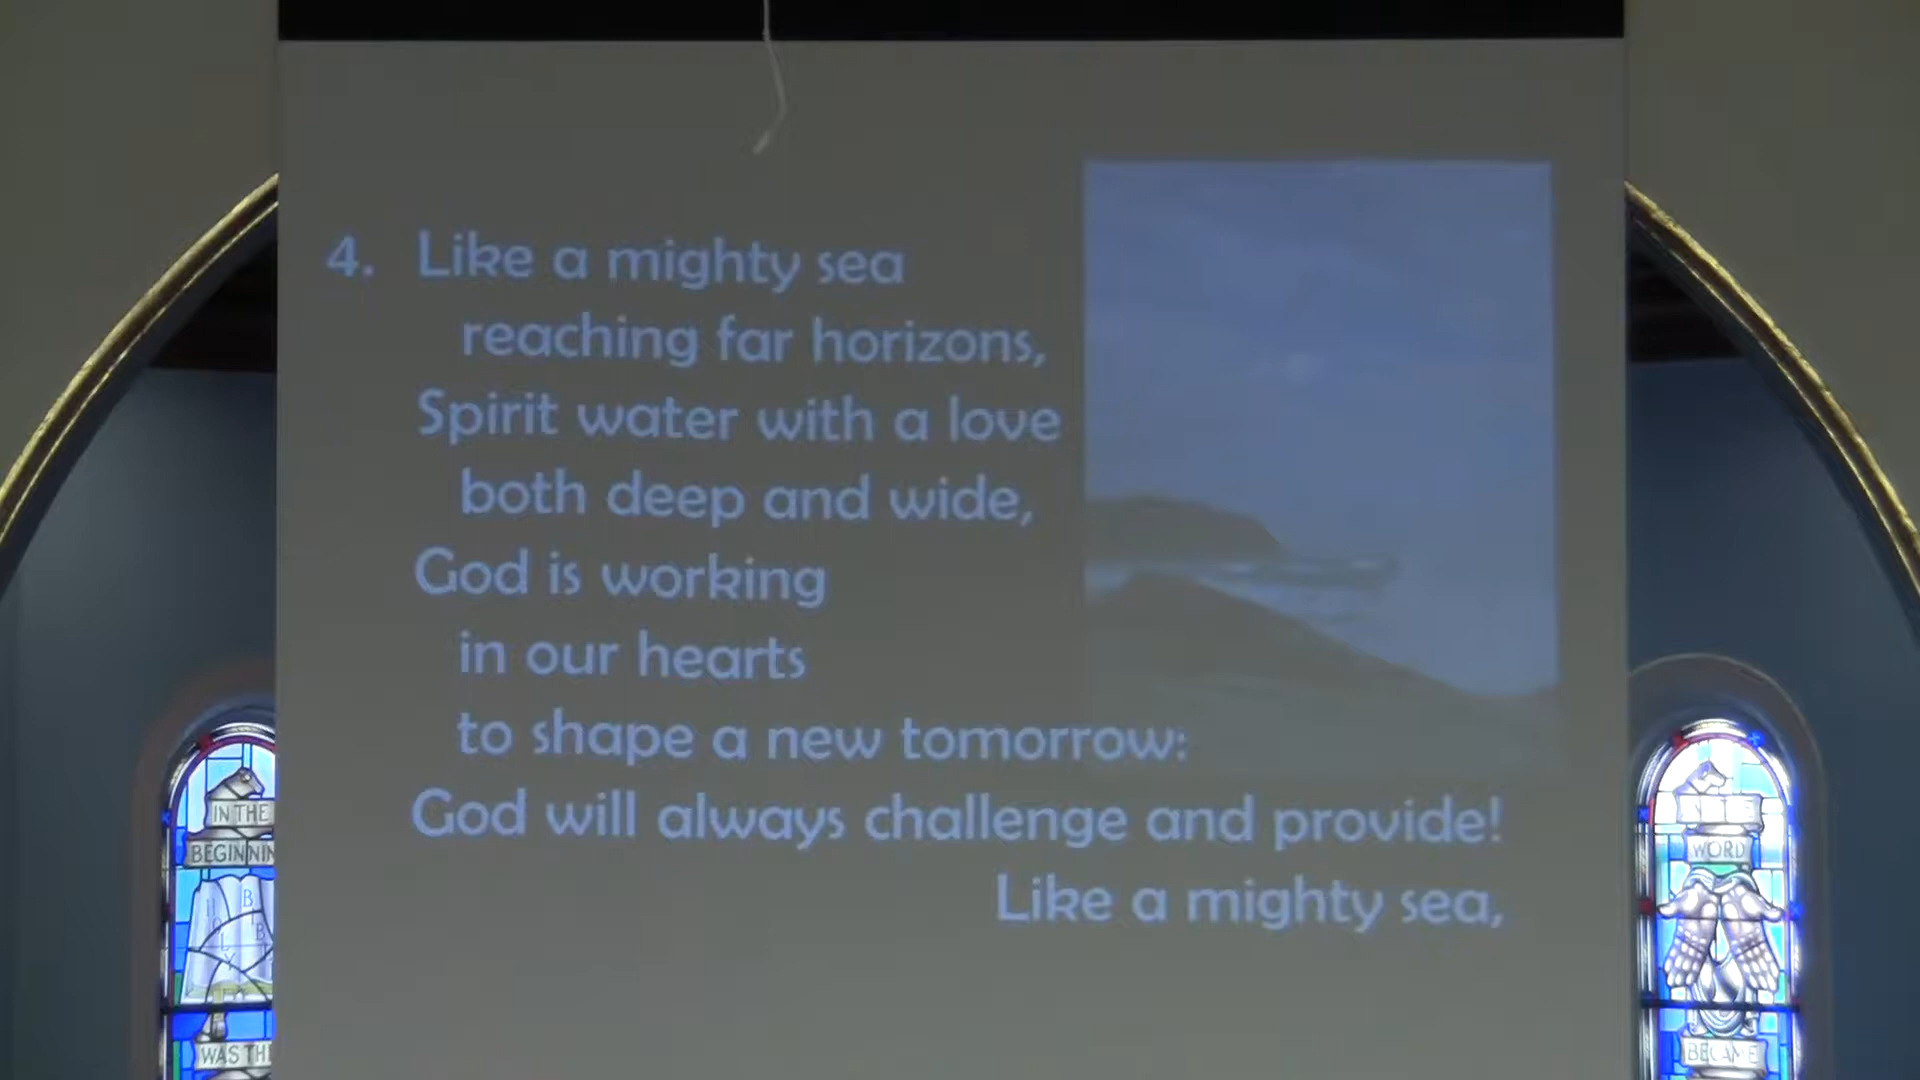 4. Like a mighty sea
reaching far horizons,
Spirit water with a love
both deep and wide,
God is working
in our hearts
to shape a new tomorrow:
God will always challenge and provide!
Like a mighty sea,
IN THE
BEGINNIN
HOLY
BIB
WAS TH
WORD
BECAME